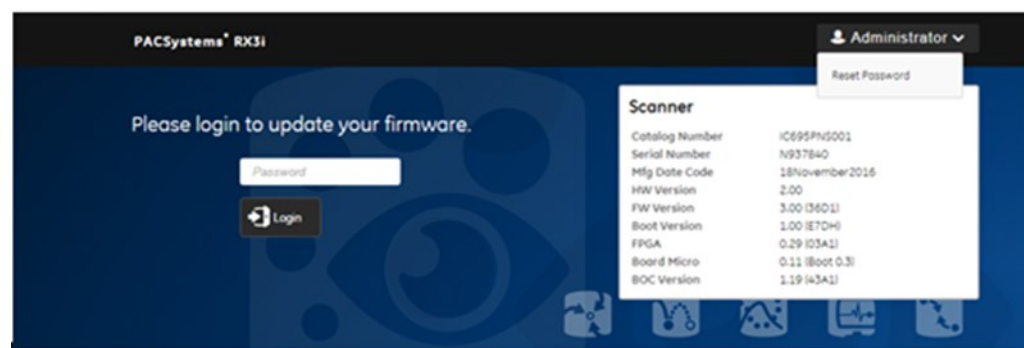 PACSystems* RX3i
Administrator
Reset Password
Please login to update your firmware.
Password
Login
Scanner
Catalog Number IC695PNS001
Serial Number N937840
Mfg Date Code 18November2016
HW Version 2.00
FW Version 3.00 (36D1)
Boot Version 1.00 (E7DH)
FPGA 0.29 (03A1)
Board Micro 0.11 (Boot 0.3)
BOC Version 1.19 (43A1)